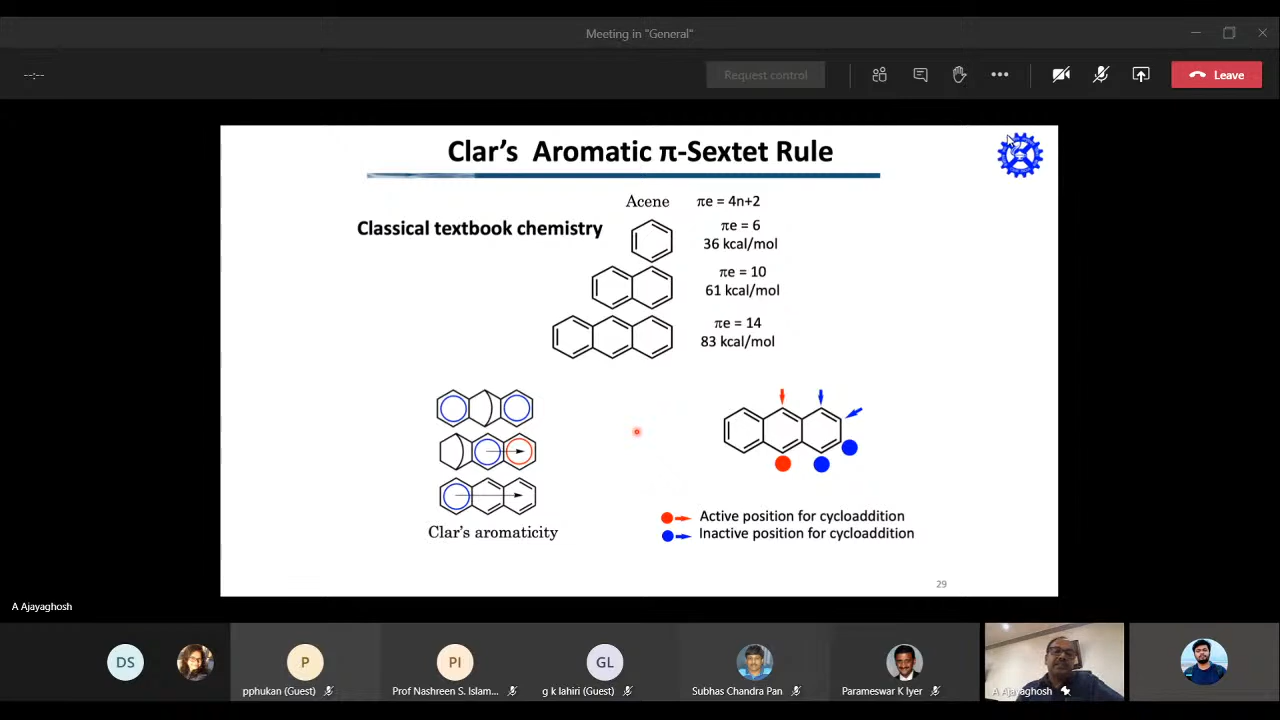 Meeting in "General"
--:--
Request control
Leave
Clar's Aromatic π-Sextet Rule
Acene πe = 4n+2
Classical textbook chemistry
πe = 6
36 kcal/mol
πe = 10
61 kcal/mol
πe = 14
83 kcal/mol
Clar's aromaticity
Active position for cycloaddition
Inactive position for cycloaddition
29
A Ajayaghosh
DS
P
PI
GL
pphukan (Guest)
Prof Nashreen S. Islam...
g k lahiri (Guest)
Subhas Chandra Pan
Parameswar K Iyer
A Ajayaghosh